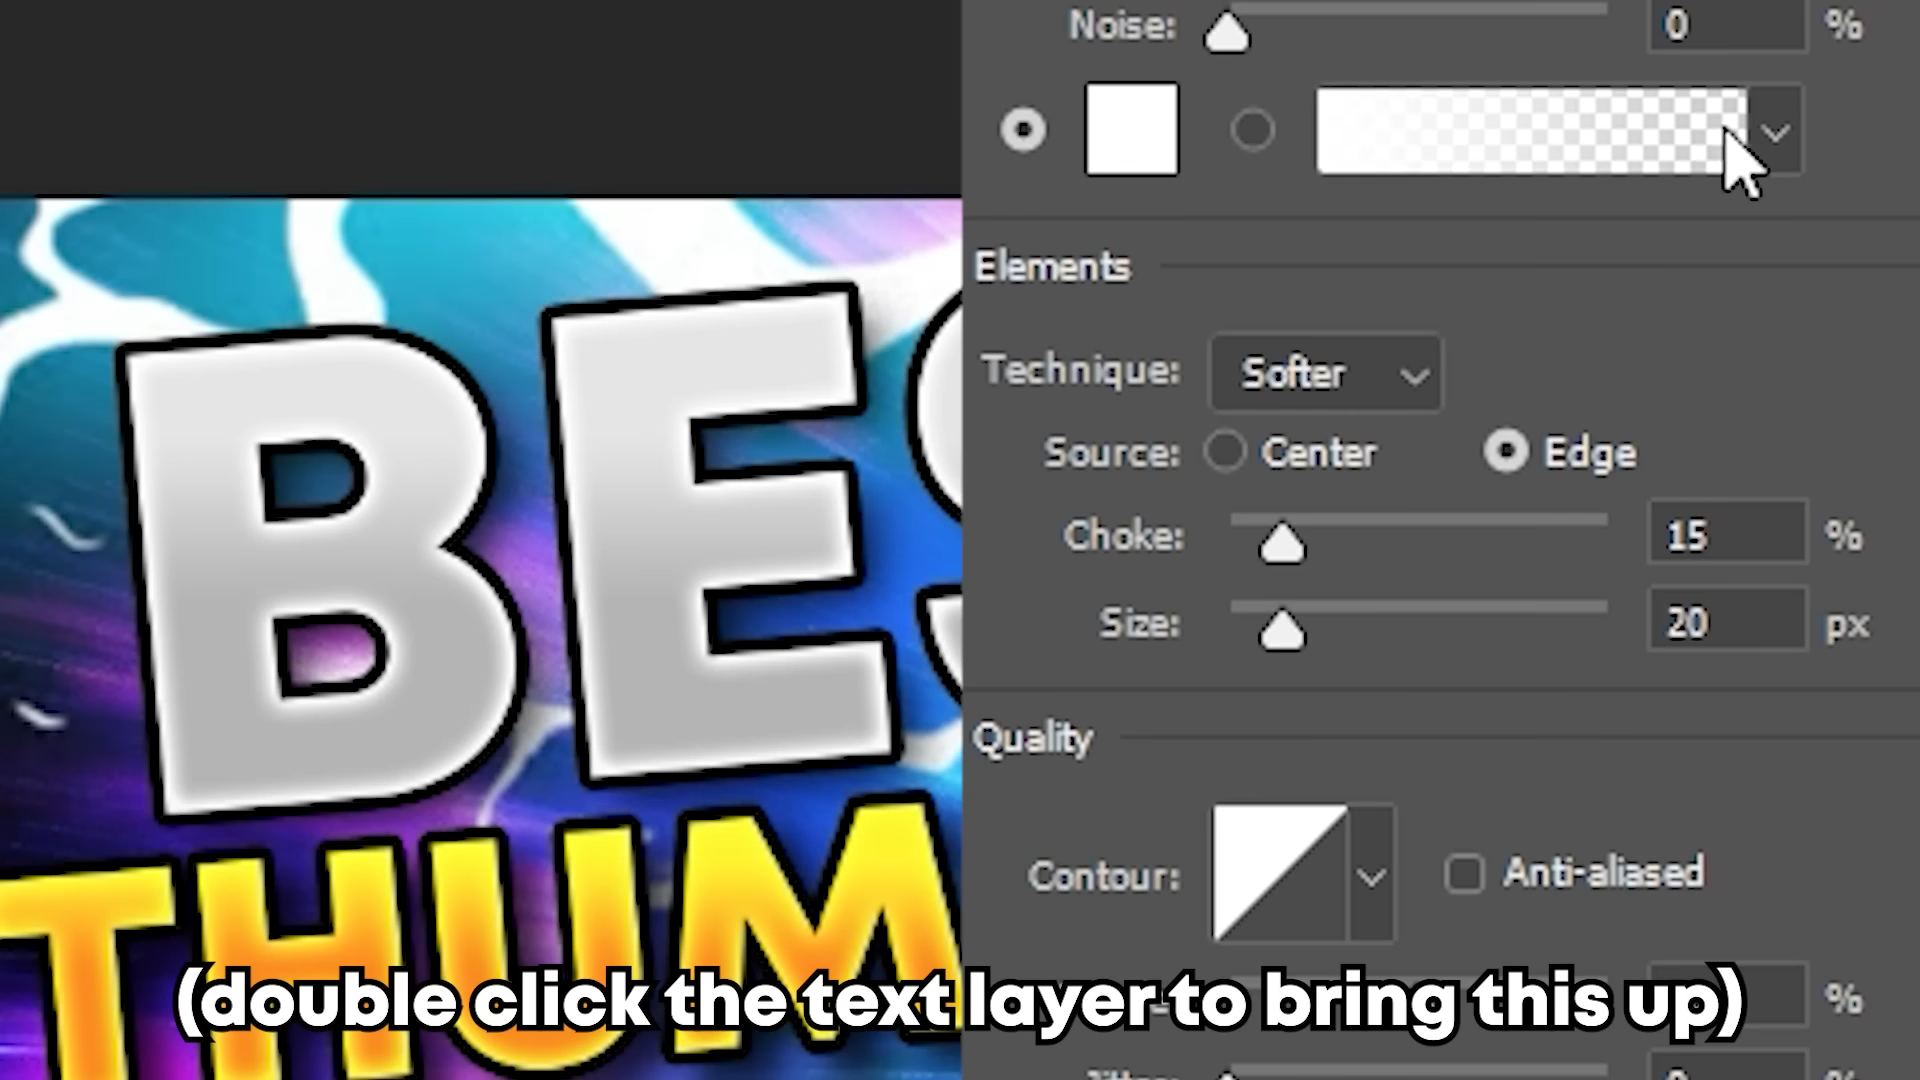 Noise: 0 %
Elements
Technique: Softer
Source: Center Edge
Choke: 15 %
Size: 20 px
Quality
Contour: Anti-aliased
%
BES
THUM
(double click the text layer to bring this up)